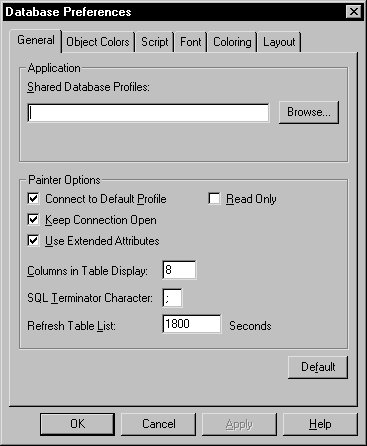 Database Preferences
General Object Colors Script Font Coloring Layout
Application
Shared Database Profiles:
Browse...
Painter Options
Connect to Default Profile Read Only
Keep Connection Open
Use Extended Attributes
Columns in Table Display: 8
SQL Terminator Character: ;
Refresh Table List: 1800 Seconds
Default
OK Cancel Apply Help